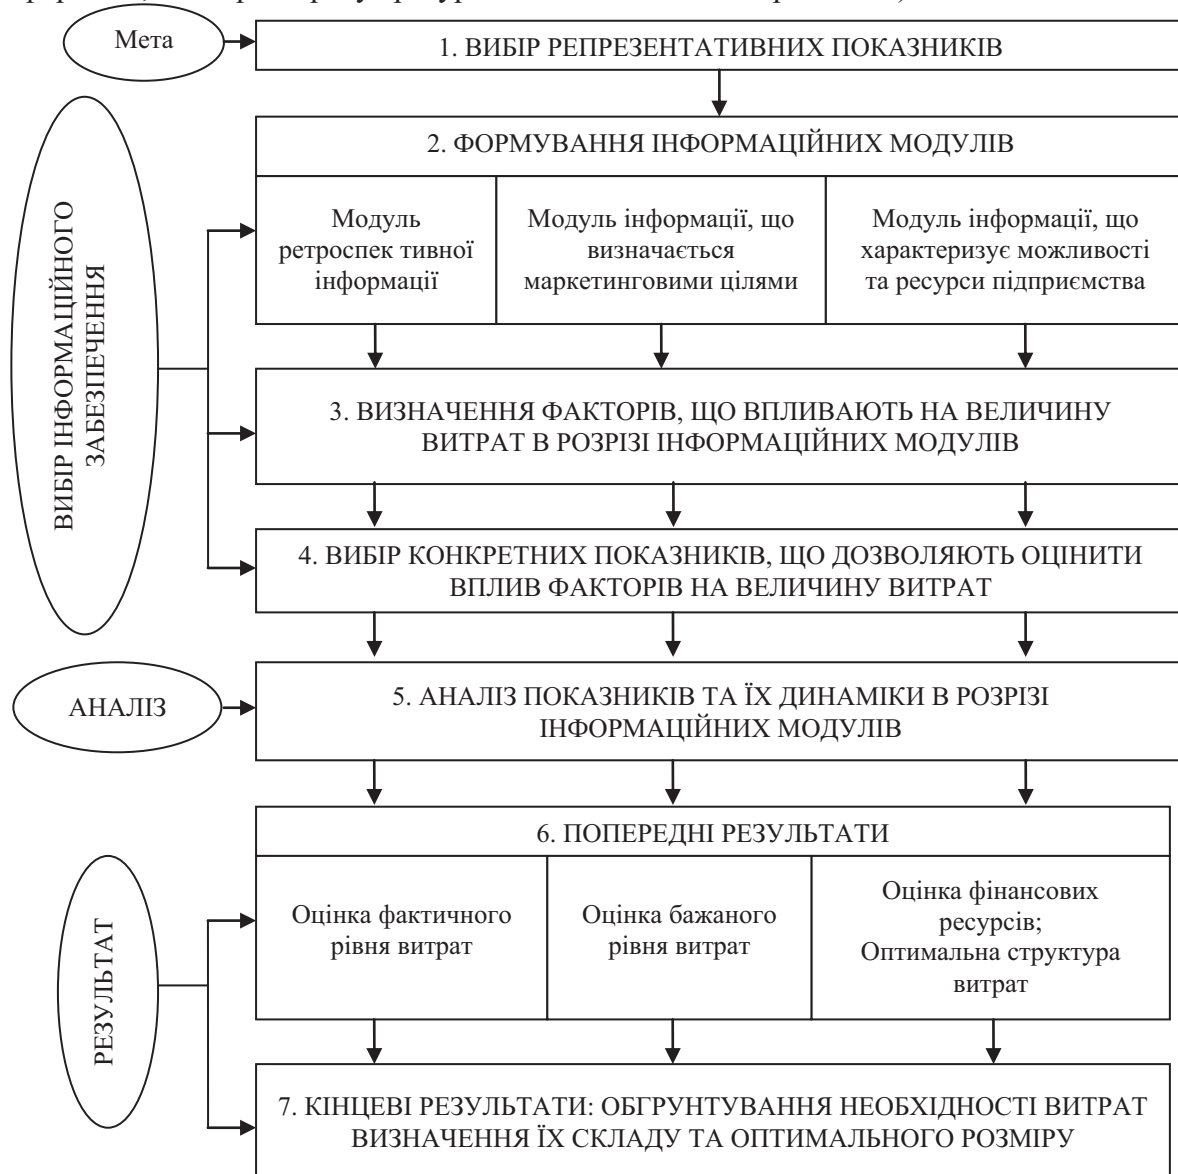 Мета
1. ВИБІР РЕПРЕЗЕНТАТИВНИХ ПОКАЗНИКІВ
ВИБІР ІНФОРМАЦІЙНОГО
ЗАБЕЗПЕЧЕННЯ
2. ФОРМУВАННЯ ІНФОРМАЦІЙНИХ МОДУЛІВ
Модуль
ретроспек тивної
інформації
Модуль інформації, що
визначається
маркетинговими цілями
Модуль інформації, що
характеризує можливості
та ресурси підприємства
3. ВИЗНАЧЕННЯ ФАКТОРІВ, ЩО ВПЛИВАЮТЬ НА ВЕЛИЧИНУ
ВИТРАТ В РОЗРІЗІ ІНФОРМАЦІЙНИХ МОДУЛІВ
4. ВИБІР КОНКРЕТНИХ ПОКАЗНИКІВ, ЩО ДОЗВОЛЯЮТЬ ОЦІНИТИ
ВПЛИВ ФАКТОРІВ НА ВЕЛИЧИНУ ВИТРАТ
АНАЛІЗ
5. АНАЛІЗ ПОКАЗНИКІВ ТА ЇХ ДИНАМІКИ В РОЗРІЗІ
ІНФОРМАЦІЙНИХ МОДУЛІВ
РЕЗУЛЬТАТ
6. ПОПЕРЕДНІ РЕЗУЛЬТАТИ
Оцінка фактичного
рівня витрат
Оцінка бажаного
рівня витрат
Оцінка фінансових
ресурсів;
Оптимальна структура
витрат
7. КІНЦЕВІ РЕЗУЛЬТАТИ: ОБГРУНТУВАННЯ НЕОБХІДНОСТІ ВИТРАТ
ВИЗНАЧЕННЯ ЇХ СКЛАДУ ТА ОПТИМАЛЬНОГО РОЗМІРУ